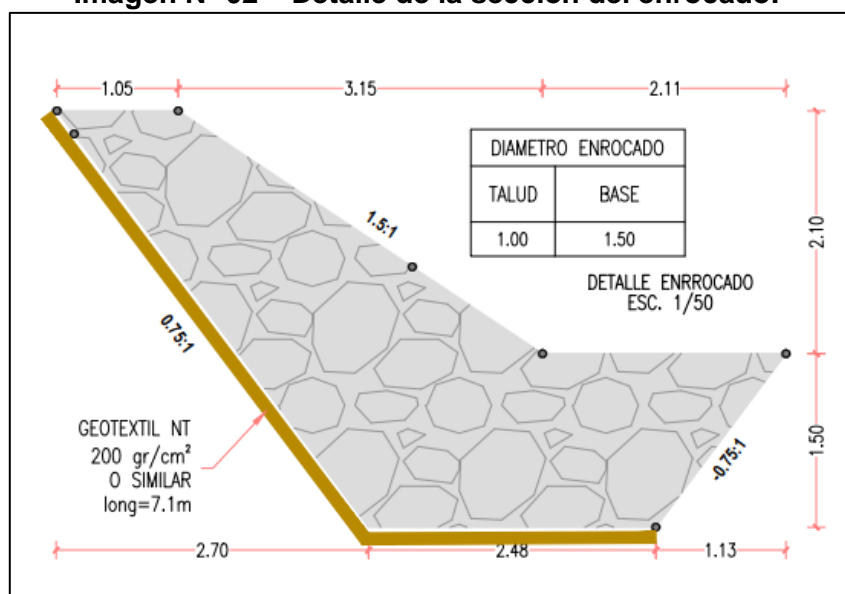 Imagen N° 02 – Detalle de la sección del enrocado.
1.05
3.15
2.11
DIAMETRO ENROCADO
TALUD
BASE
1.00
1.50
1.5:1
2.10
DETALLE ENRROCADO
ESC. 1/50
0.75:1
GEOTEXTIL NT
200 gr/cm²
O SIMILAR
long=7.1m
-0.75:1
1.50
2.70
2.48
1.13